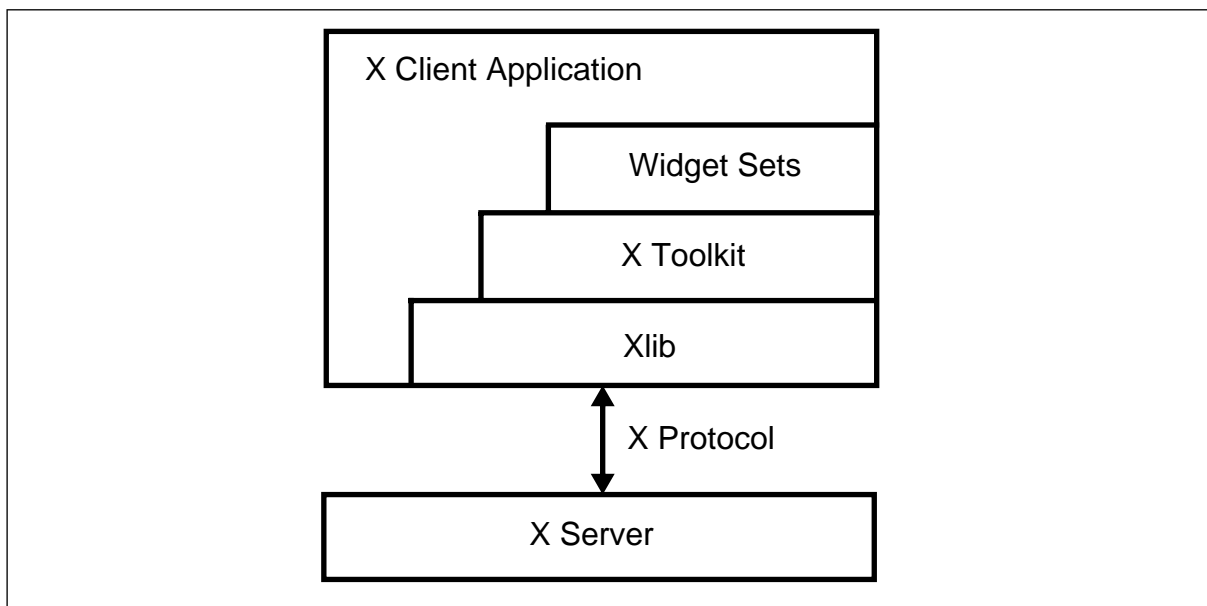 X Client Application
Widget Sets
X Toolkit
Xlib
X Protocol
X Server